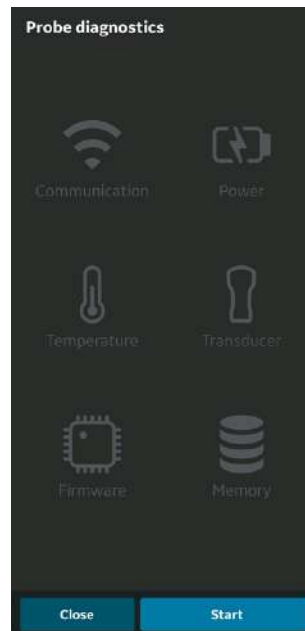 Probe diagnostics
Communication
Power
Temperature
Transducer
Firmware
Memory
Close
Start